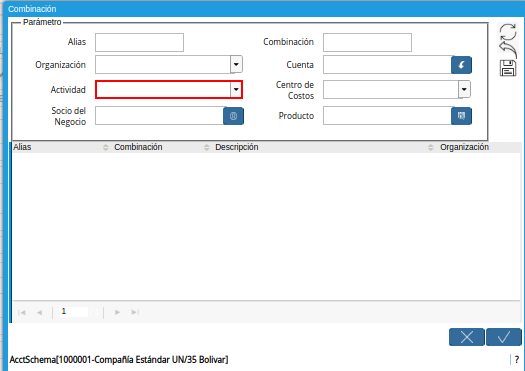 Combinación
Parámetro
Alias
Combinación
Organización
Cuenta
Actividad
Centro de
Costos
Socio del
Negocio
Producto
Alias Combinación Descripción Organización
1
AcctSchema[1000001-Compañía Estándar UN/35 Bolivar]
?